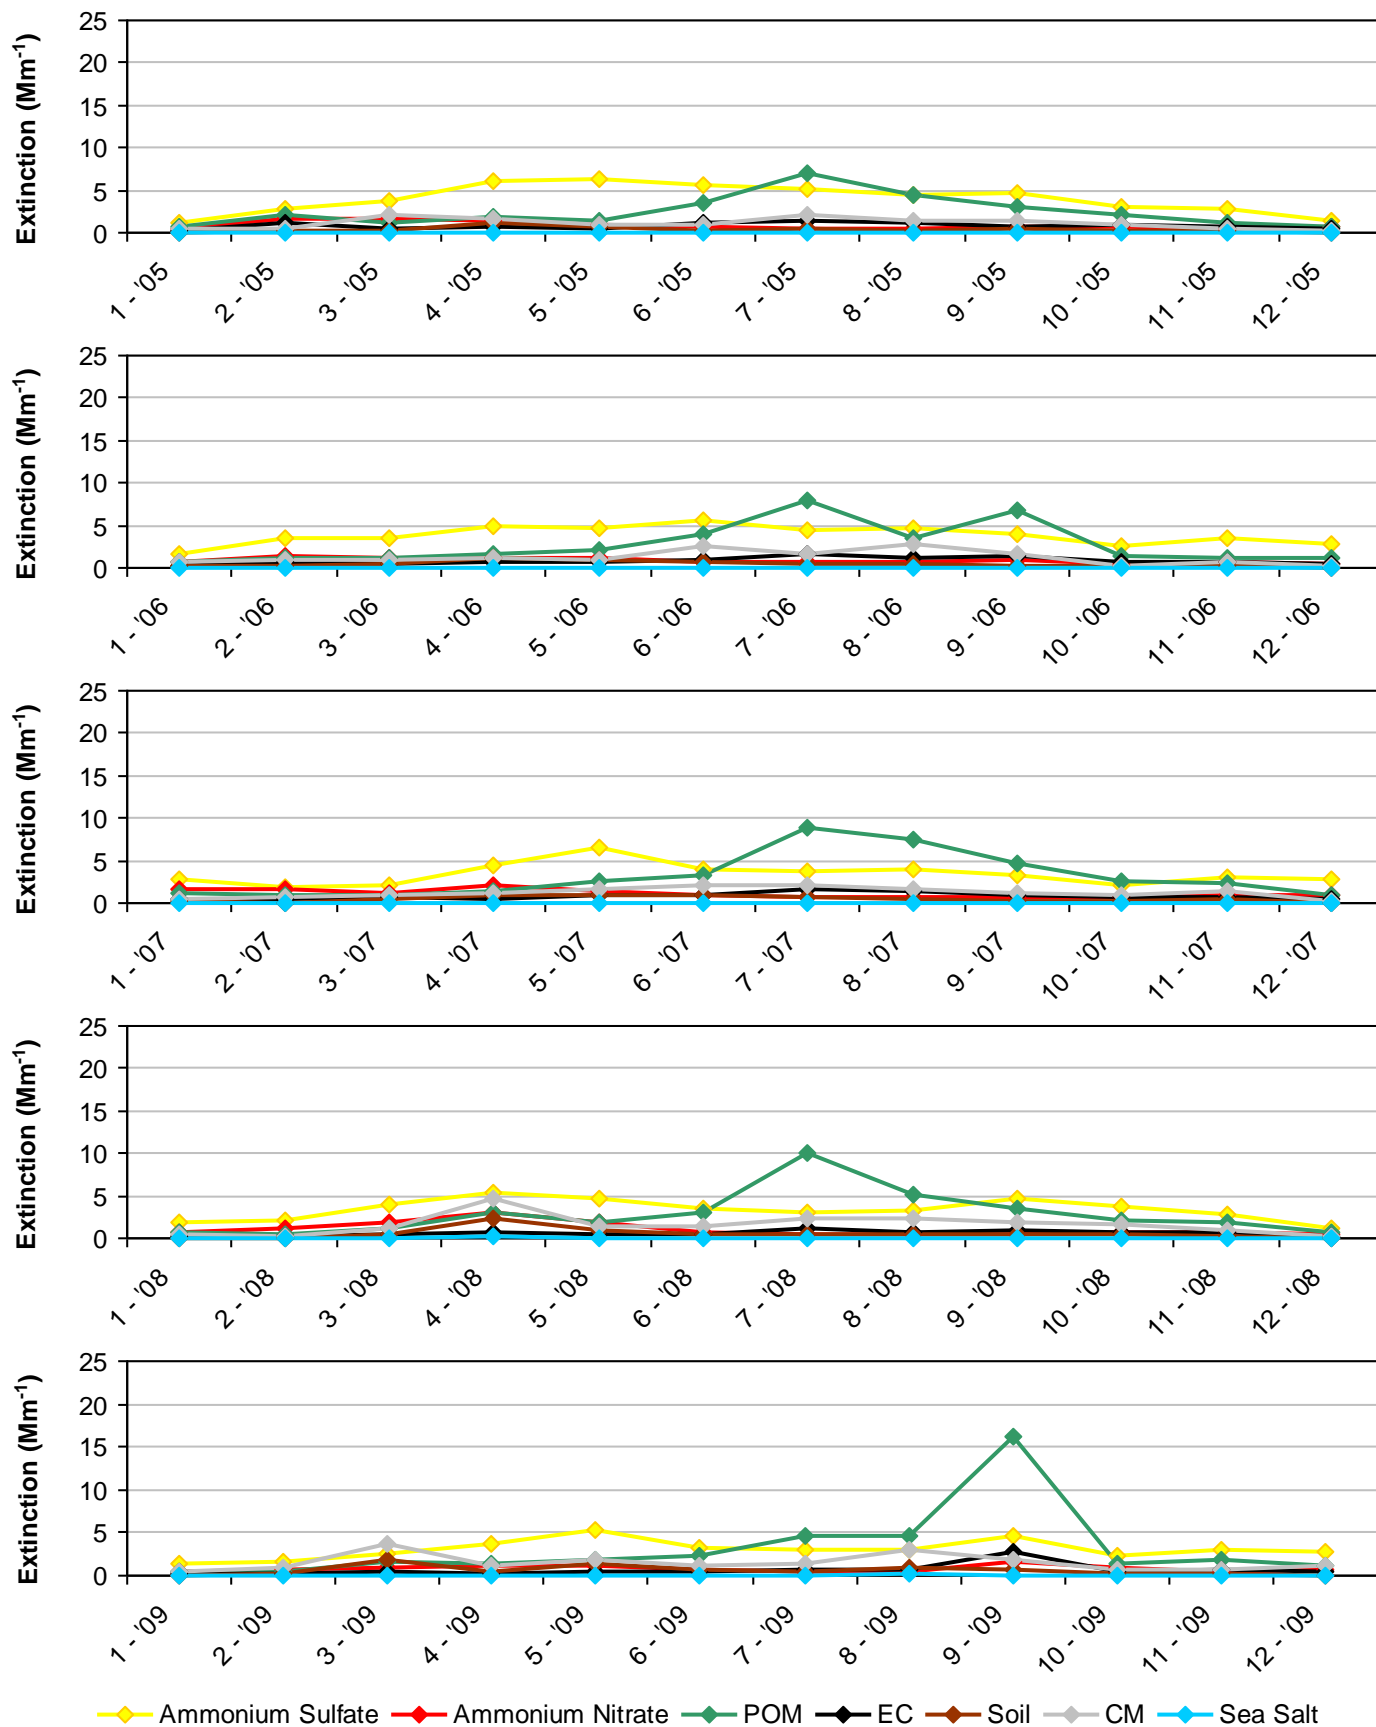 25
20
15
10
5
0
Extinction (Mm-1)
1 - '05 2 - '05 3 - '05 4 - '05 5 - '05 6 - '05 7 - '05 8 - '05 9 - '05 10 - '05 11 - '05 12 - '05
25
20
15
10
5
0
Extinction (Mm-1)
1 - '06 2 - '06 3 - '06 4 - '06 5 - '06 6 - '06 7 - '06 8 - '06 9 - '06 10 - '06 11 - '06 12 - '06
25
20
15
10
5
0
Extinction (Mm-1)
1 - '07 2 - '07 3 - '07 4 - '07 5 - '07 6 - '07 7 - '07 8 - '07 9 - '07 10 - '07 11 - '07 12 - '07
25
20
15
10
5
0
Extinction (Mm-1)
1 - '08 2 - '08 3 - '08 4 - '08 5 - '08 6 - '08 7 - '08 8 - '08 9 - '08 10 - '08 11 - '08 12 - '08
25
20
15
10
5
0
Extinction (Mm-1)
1 - '09 2 - '09 3 - '09 4 - '09 5 - '09 6 - '09 7 - '09 8 - '09 9 - '09 10 - '09 11 - '09 12 - '09
Ammonium Sulfate Ammonium Nitrate POM EC Soil CM Sea Salt